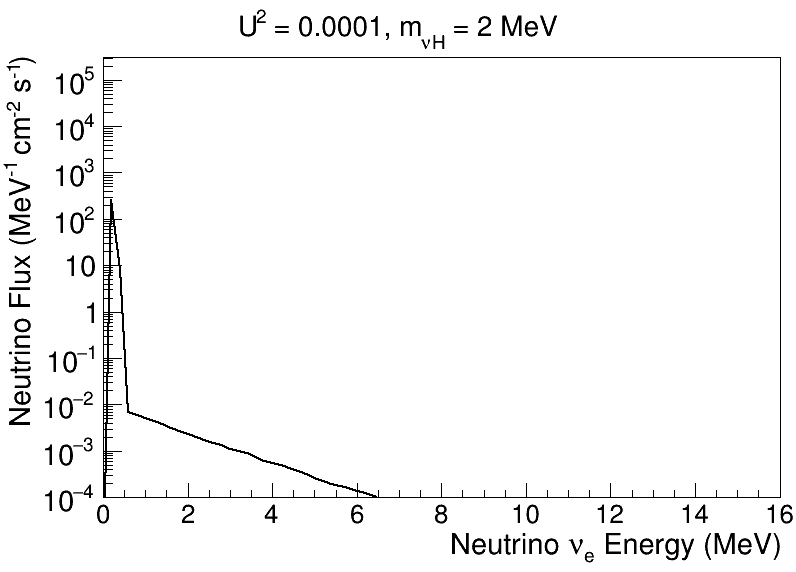 U² = 0.0001, m_νH = 2 MeV
Neutrino Flux (MeV⁻¹ cm⁻² s⁻¹)
10⁵
10⁴
10³
10²
10
1
10⁻¹
10⁻²
10⁻³
10⁻⁴
0 2 4 6 8 10 12 14 16
Neutrino ν_e Energy (MeV)